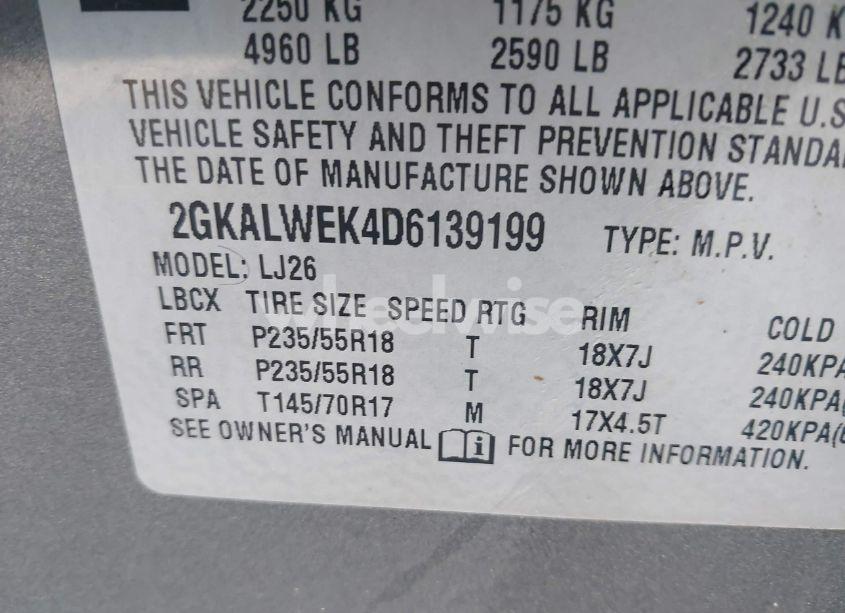 2250 KG 1175 KG 1240 K
4960 LB 2590 LB 2733 LB
THIS VEHICLE CONFORMS TO ALL APPLICABLE U.S
VEHICLE SAFETY AND THEFT PREVENTION STANDA
THE DATE OF MANUFACTURE SHOWN ABOVE.
2GKALWEK4D6139199 TYPE: M.P.V.
MODEL: LJ26
LBCX TIRE SIZE SPEED RTG RIM COLD
FRT P235/55R18 T 18X7J 240KPA
RR P235/55R18 T 18X7J 240KPA(
SPA T145/70R17 M 17X4.5T 420KPA(
SEE OWNER'S MANUAL i FOR MORE INFORMATION.
wheelwise